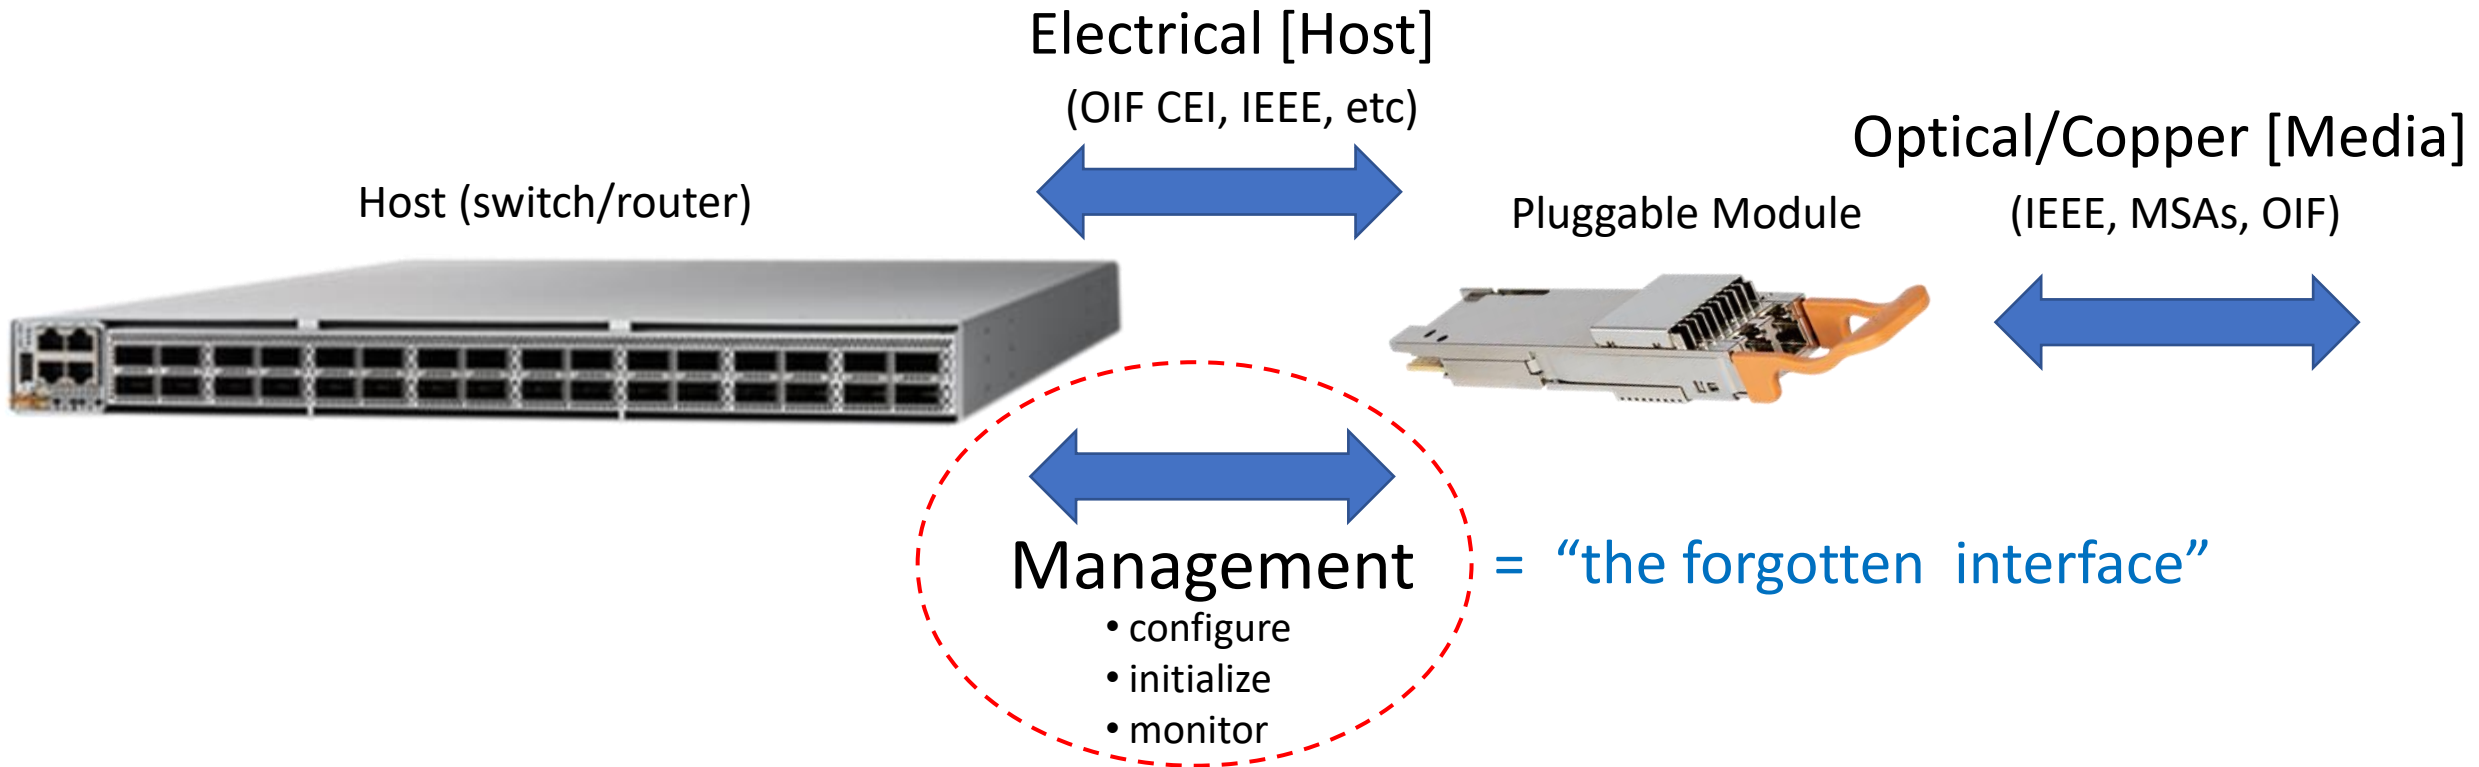 Electrical [Host]
(OIF CEI, IEEE, etc)
Optical/Copper [Media]
Host (switch/router)
Pluggable Module
(IEEE, MSAs, OIF)
Management
= “the forgotten interface”
• configure
• initialize
• monitor